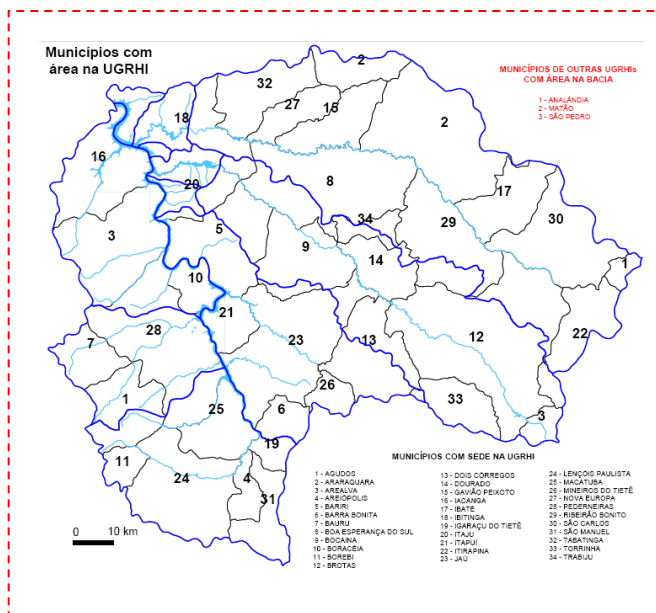 Municípios com
área na UGRHI
MUNICÍPIOS DE OUTRAS UGRHIs
COM ÁREA NA BACIA
1 - ANALÂNDIA
2 - MATÃO
3 - SÃO PEDRO
2
32
27
15
18
2
16
8
17
20
30
34
29
5
3
9
14
1
10
21
28
23
13
12
22
7
26
33
1
25
6
3
19
11
24
4
31
0
10 km
MUNICÍPIOS COM SEDE NA UGRHI
1 - AGUDOS
2 - ARARAQUARA
3 - AREALVA
4 - AREIÓPOLIS
5 - BARIRI
6 - BARRA BONITA
7 - BAURU
8 - BOA ESPERANÇA DO SUL
9 - BOCAINA
10 - BORACÉIA
11 - BOREBI
12 - BROTAS
13 - DOIS CÓRREGOS
14 - DOURADO
15 - GAVIÃO PEIXOTO
16 - IACANGA
17 - IBATÉ
18 - IBITINGA
19 - IGARAÇU DO TIETÊ
20 - ITAJU
21 - ITAPUÍ
22 - ITIRAPINA
23 - JAÚ
24 - LENÇÓIS PAULISTA
25 - MACATUBA
26 - MINEIROS DO TIETÊ
27 - NOVA EUROPA
28 - PEDERNEIRAS
29 - RIBEIRÃO BONITO
30 - SÃO CARLOS
31 - SÃO MANUEL
32 - TABATINGA
33 - TORRINHA
34 - TRABIJU